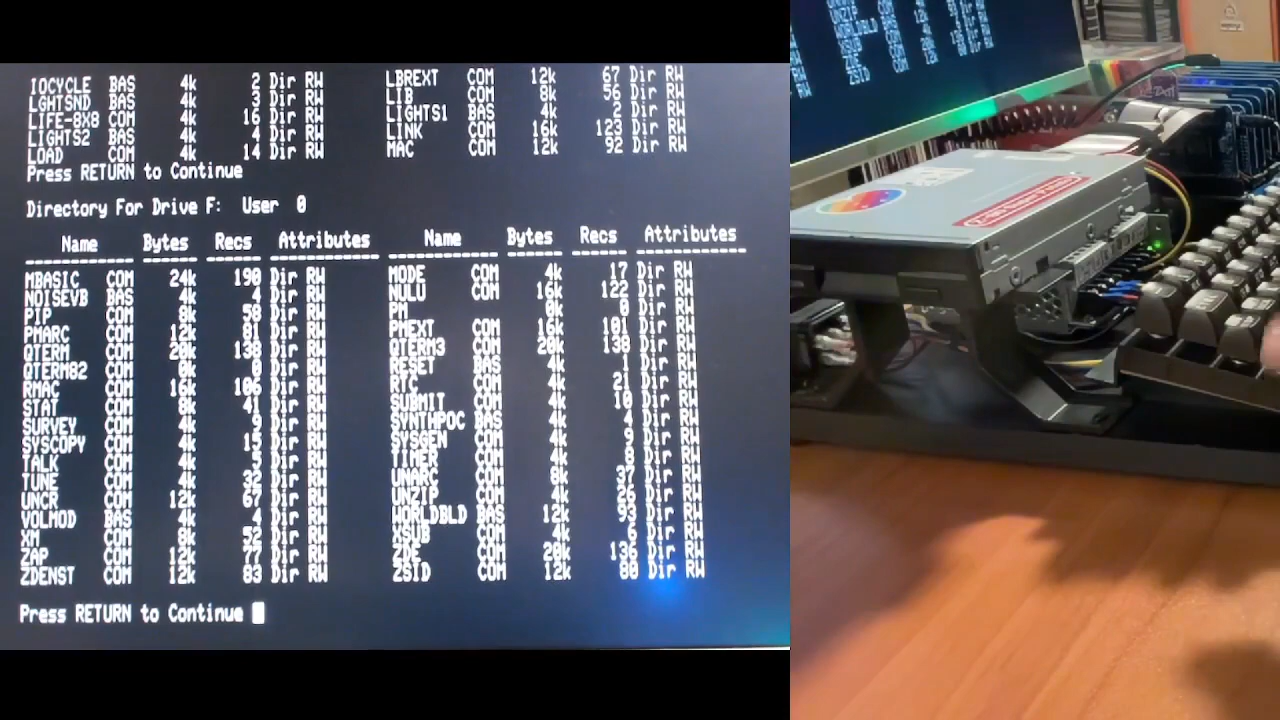 IOCYCLE BAS 4k 2 Dir RW LBREXT COM 12k 67 Dir RW
LGHTSND BAS 4k 3 Dir RW LIB COM 8k 56 Dir RW
LIFE-8X8 COM 4k 16 Dir RW LIGHTS1 BAS 4k 2 Dir RW
LIGHTS2 BAS 4k 4 Dir RW LINK COM 16k 123 Dir RW
LOAD COM 4k 14 Dir RW MAC COM 12k 92 Dir RW
Press RETURN to Continue
Directory For Drive F: User 0
Name Bytes Recs Attributes Name Bytes Recs Attributes
MBASIC COM 24k 190 Dir RW MODE COM 4k 17 Dir RW
NOISEVB BAS 4k 4 Dir RW NULU COM 16k 122 Dir RW
PIP COM 8k 58 Dir RW PM 0k 0 Dir RW
PMARC COM 12k 81 Dir RW PMEXT COM 16k 101 Dir RW
QTERM COM 20k 138 Dir RW QTERM3 COM 20k 138 Dir RW
QTERM82 COM 0k 0 Dir RW RESET BAS 4k 1 Dir RW
RMAC COM 16k 106 Dir RW RTC COM 4k 21 Dir RW
STAT COM 8k 41 Dir RW SUBMIT COM 4k 10 Dir RW
SURVEY COM 4k 9 Dir RW SYNTHPOC BAS 4k 4 Dir RW
SYSCOPY COM 4k 15 Dir RW SYSGEN COM 4k 9 Dir RW
TALK COM 4k 5 Dir RW TIMER COM 4k 8 Dir RW
TUNE COM 4k 32 Dir RW UNARC COM 8k 37 Dir RW
UNCR COM 12k 67 Dir RW UNZIP COM 4k 26 Dir RW
VOLMOD BAS 4k 4 Dir RW WORLDBLD BAS 12k 93 Dir RW
XM COM 8k 52 Dir RW XSUB COM 4k 6 Dir RW
ZAP COM 12k 77 Dir RW ZDE COM 20k 136 Dir RW
ZDENST COM 12k 83 Dir RW ZSID COM 12k 80 Dir RW
Press RETURN to Continue